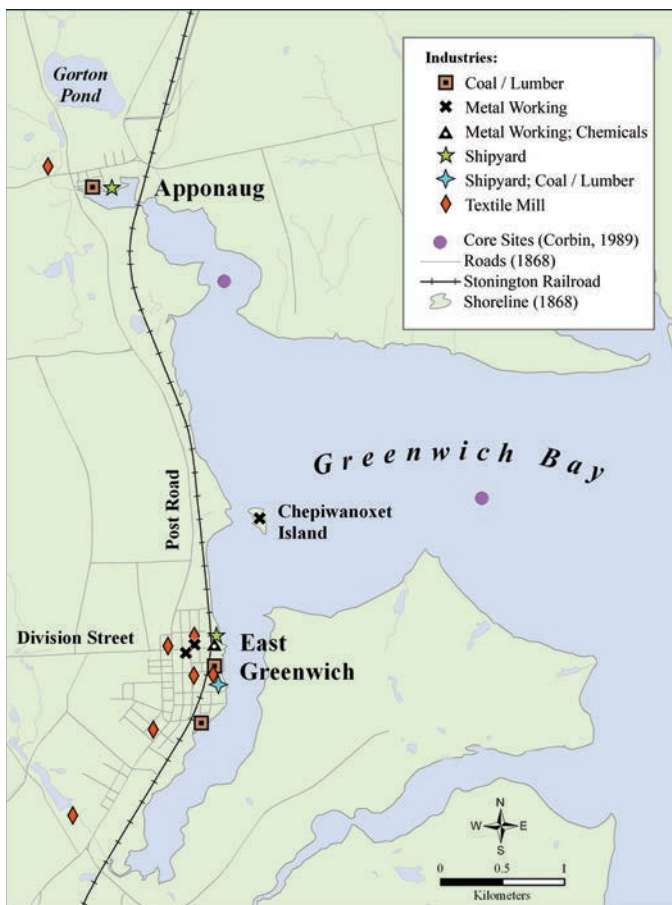 Gorton
Pond
Apponaug
Industries:
Coal / Lumber
Metal Working
Metal Working; Chemicals
Shipyard
Shipyard; Coal / Lumber
Textile Mill
Core Sites (Corbin, 1989)
Roads (1868)
Stonington Railroad
Shoreline (1868)
Greenwich Bay
Post Road
Chepiwanoxet
Island
Division Street
East
Greenwich
N
W E
S
0 0.5 1
Kilometers